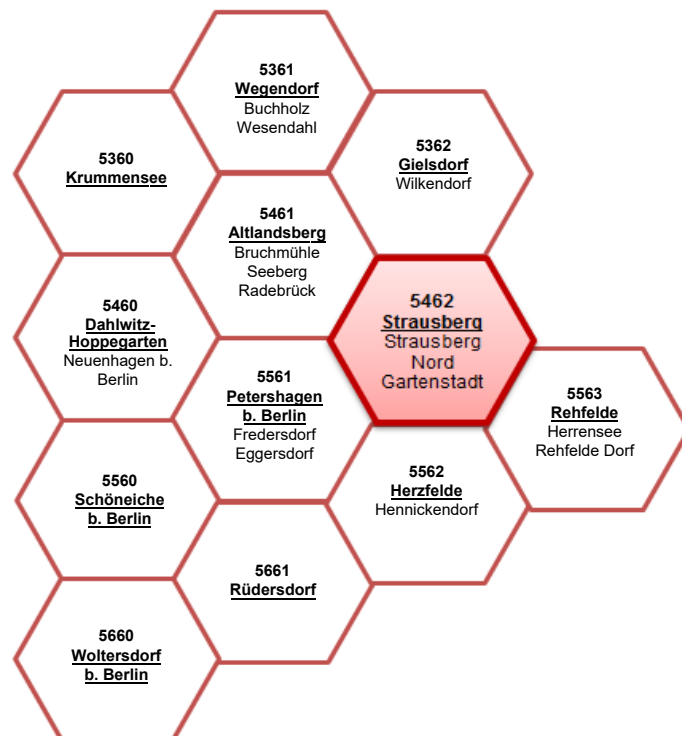 5361
Wegendorf
Buchholz
Wesendahl
5360
Krummensee
5362
Gielsdorf
Wilkendorf
5461
Altlandsberg
Bruchmühle
Seeberg
Radebrück
5460
Dahlwitz-
Hoppegarten
Neuenhagen b.
Berlin
5462
Strausberg
Strausberg
Nord
Gartenstadt
5561
Petershagen
b. Berlin
Fredersdorf
Eggersdorf
5563
Rehfelde
Herrensee
Rehfelde Dorf
5560
Schöneiche
b. Berlin
5562
Herzfelde
Hennickendorf
5661
Rüdersdorf
5660
Woltersdorf
b. Berlin